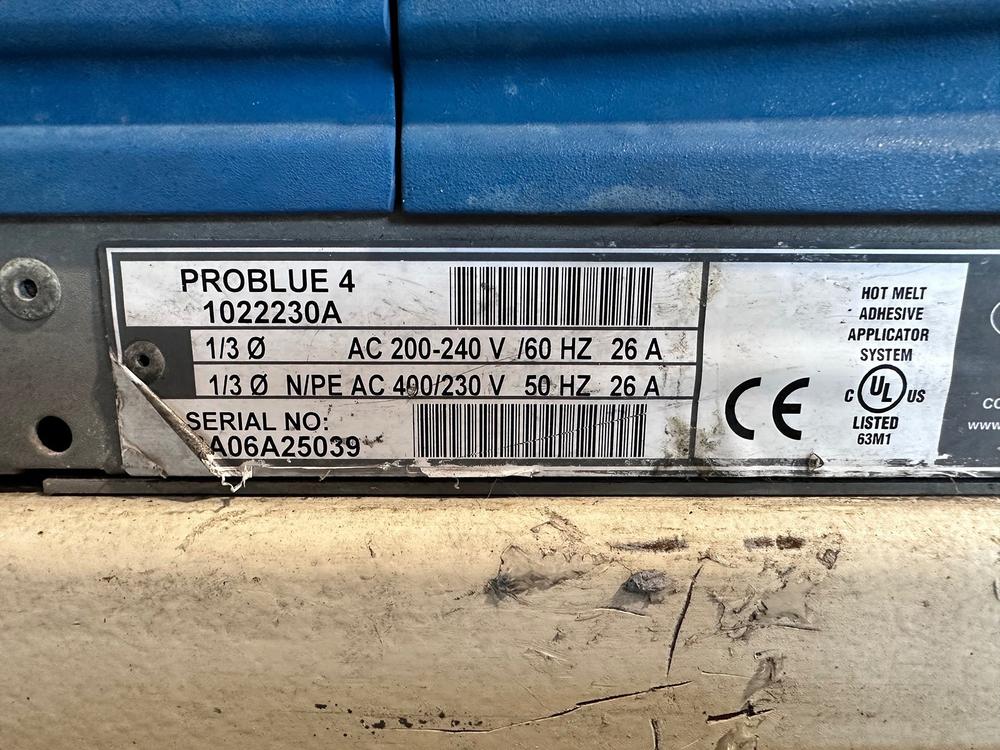 PROBLUE 4
1022230A
1/3 Ø AC 200-240 V /60 HZ 26 A
1/3 Ø N/PE AC 400/230 V 50 HZ 26 A
SERIAL NO:
A06A25039
CE
HOT MELT
ADHESIVE
APPLICATOR
SYSTEM
C UL US
LISTED
63M1
www.